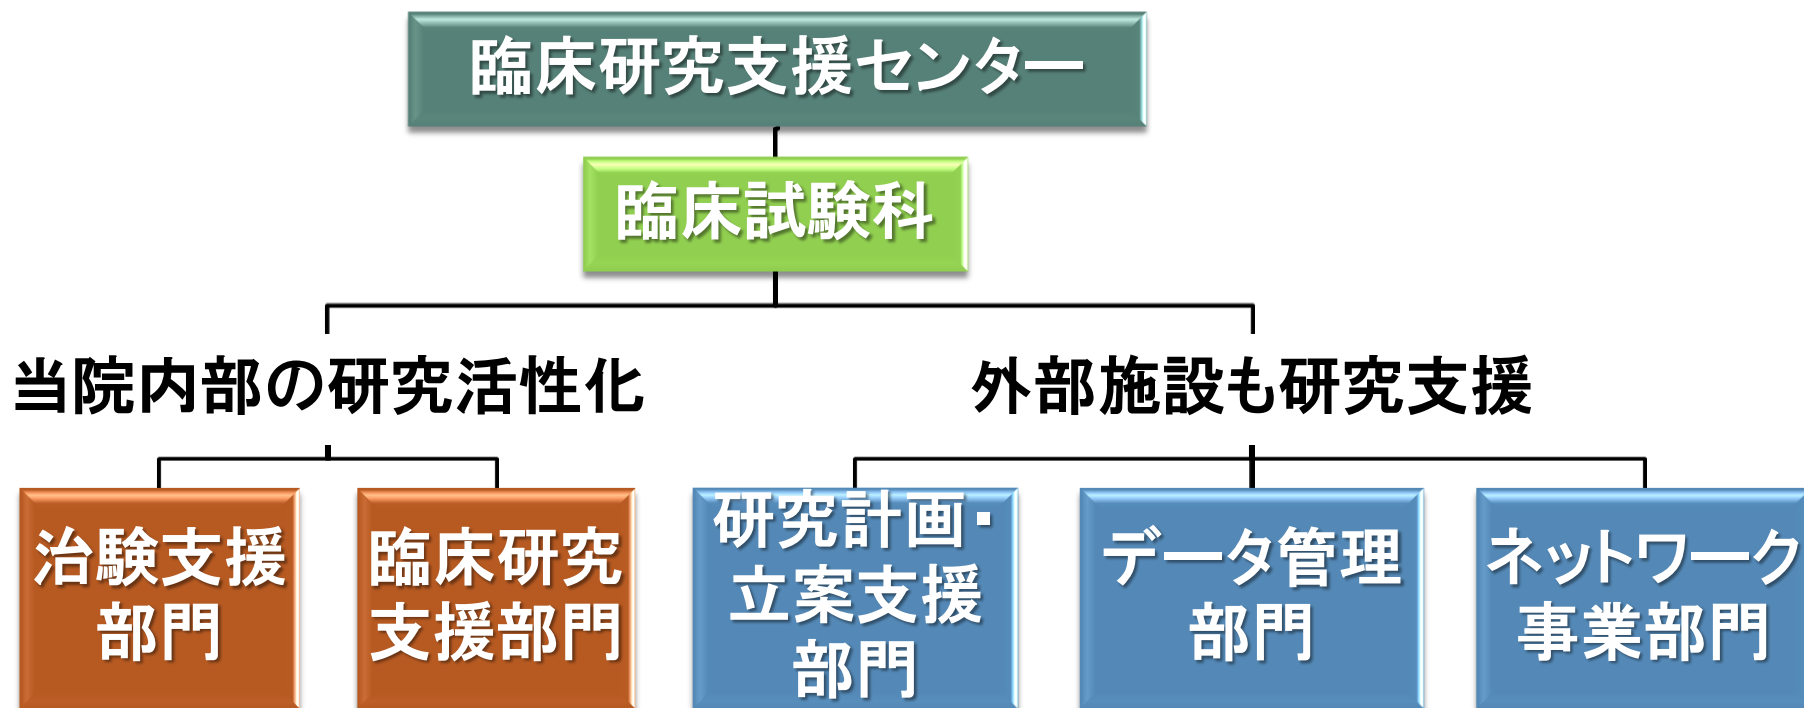 臨床研究支援センター
臨床試験科
当院内部の研究活性化
外部施設も研究支援
治験支援
部門
臨床研究
支援部門
研究計画・
立案支援
部門
データ管理
部門
ネットワーク
事業部門